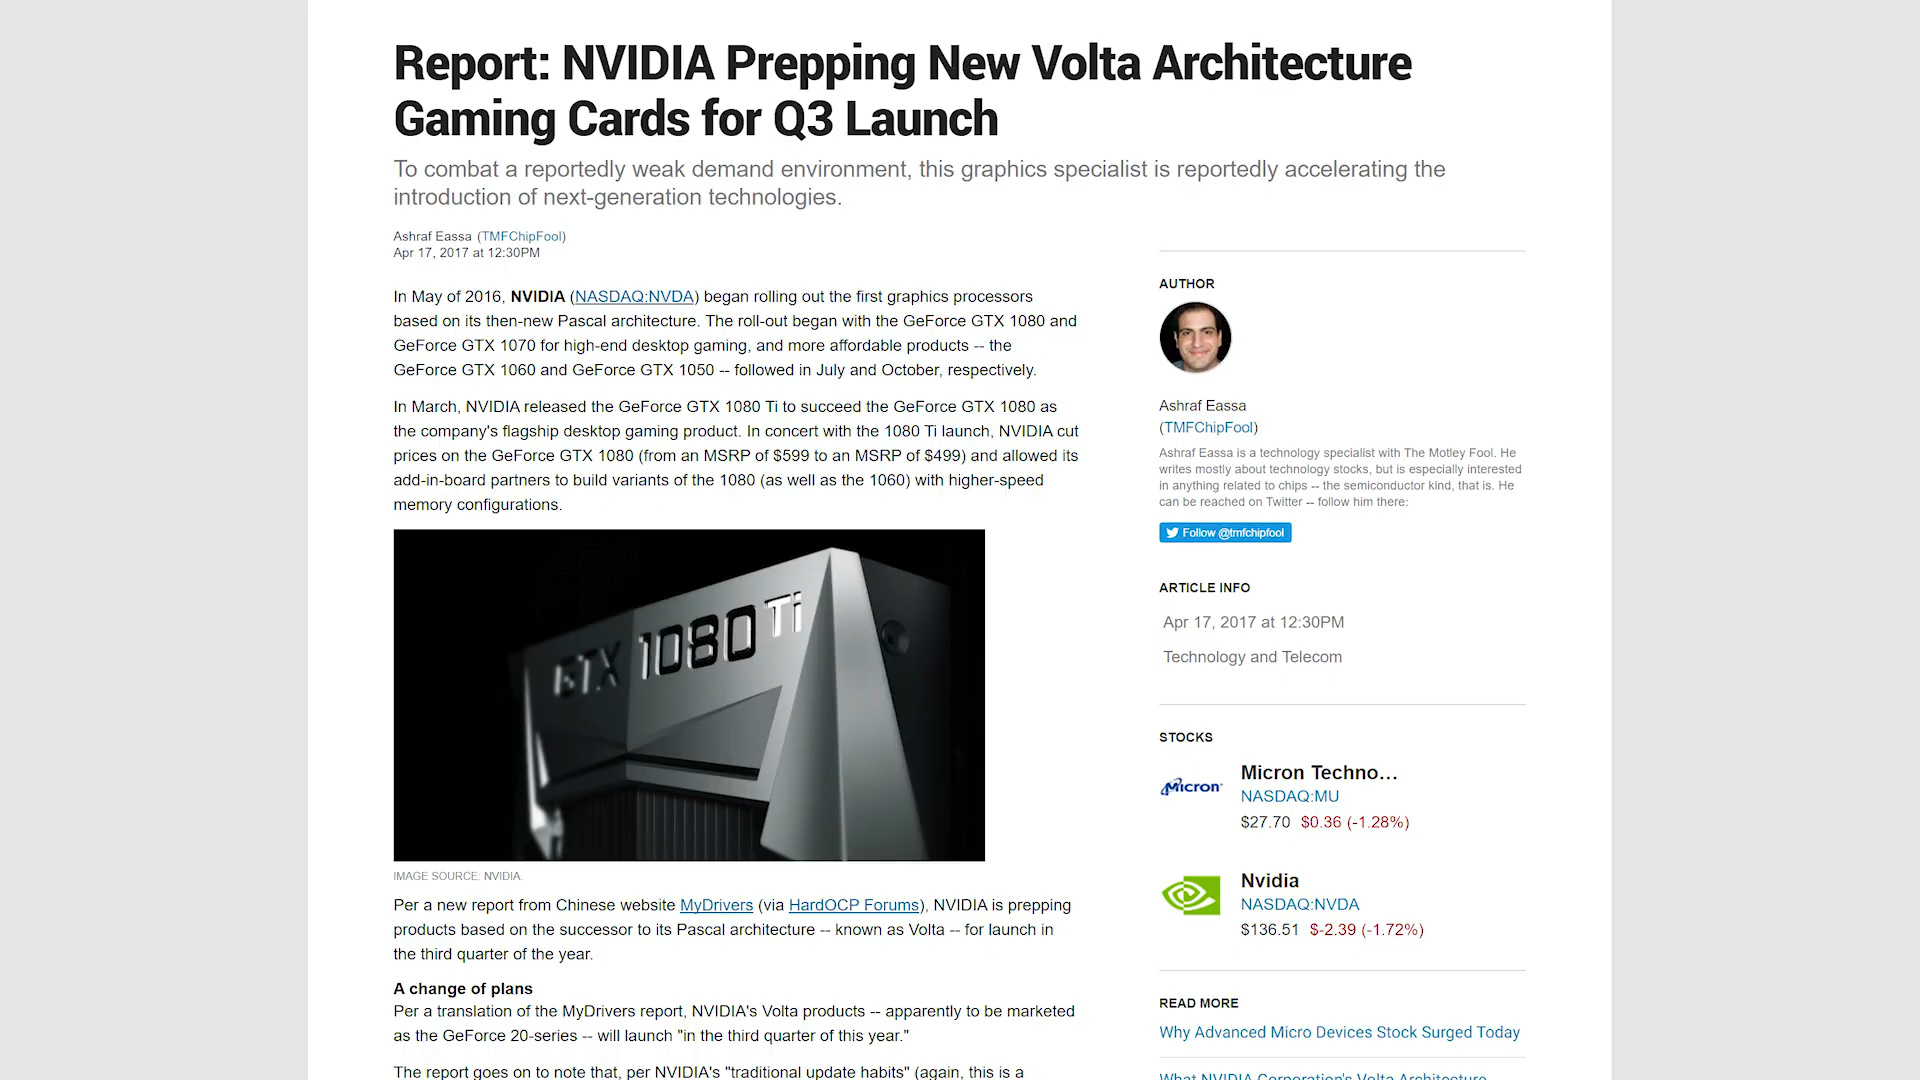 Report: NVIDIA Prepping New Volta Architecture
Gaming Cards for Q3 Launch
To combat a reportedly weak demand environment, this graphics specialist is reportedly accelerating the
introduction of next-generation technologies.
Ashraf Eassa (TMFChipFool)
Apr 17, 2017 at 12:30PM
In May of 2016, NVIDIA (NASDAQ:NVDA) began rolling out the first graphics processors
based on its then-new Pascal architecture. The roll-out began with the GeForce GTX 1080 and
GeForce GTX 1070 for high-end desktop gaming, and more affordable products -- the
GeForce GTX 1060 and GeForce GTX 1050 -- followed in July and October, respectively.
In March, NVIDIA released the GeForce GTX 1080 Ti to succeed the GeForce GTX 1080 as
the company's flagship desktop gaming product. In concert with the 1080 Ti launch, NVIDIA cut
prices on the GeForce GTX 1080 (from an MSRP of $599 to an MSRP of $499) and allowed its
add-in-board partners to build variants of the 1080 (as well as the 1060) with higher-speed
memory configurations.
GTX 1080 Ti
IMAGE SOURCE: NVIDIA.
Per a new report from Chinese website MyDrivers (via HardOCP Forums), NVIDIA is prepping
products based on the successor to its Pascal architecture -- known as Volta -- for launch in
the third quarter of the year.
A change of plans
Per a translation of the MyDrivers report, NVIDIA's Volta products -- apparently to be marketed
as the GeForce 20-series -- will launch "in the third quarter of this year."
The report goes on to note that, per NVIDIA's "traditional update habits" (again, this is a
AUTHOR
Ashraf Eassa
(TMFChipFool)
Ashraf Eassa is a technology specialist with The Motley Fool. He
writes mostly about technology stocks, but is especially interested
in anything related to chips -- the semiconductor kind, that is. He
can be reached on Twitter -- follow him there:
Follow @tmfchipfool
ARTICLE INFO
Apr 17, 2017 at 12:30PM
Technology and Telecom
STOCKS
Micron
Micron Techno...
NASDAQ:MU
$27.70 $0.36 (-1.28%)
Nvidia
NASDAQ:NVDA
$136.51 $-2.39 (-1.72%)
READ MORE
Why Advanced Micro Devices Stock Surged Today
What NVIDIA Corporation's Volta Architecture